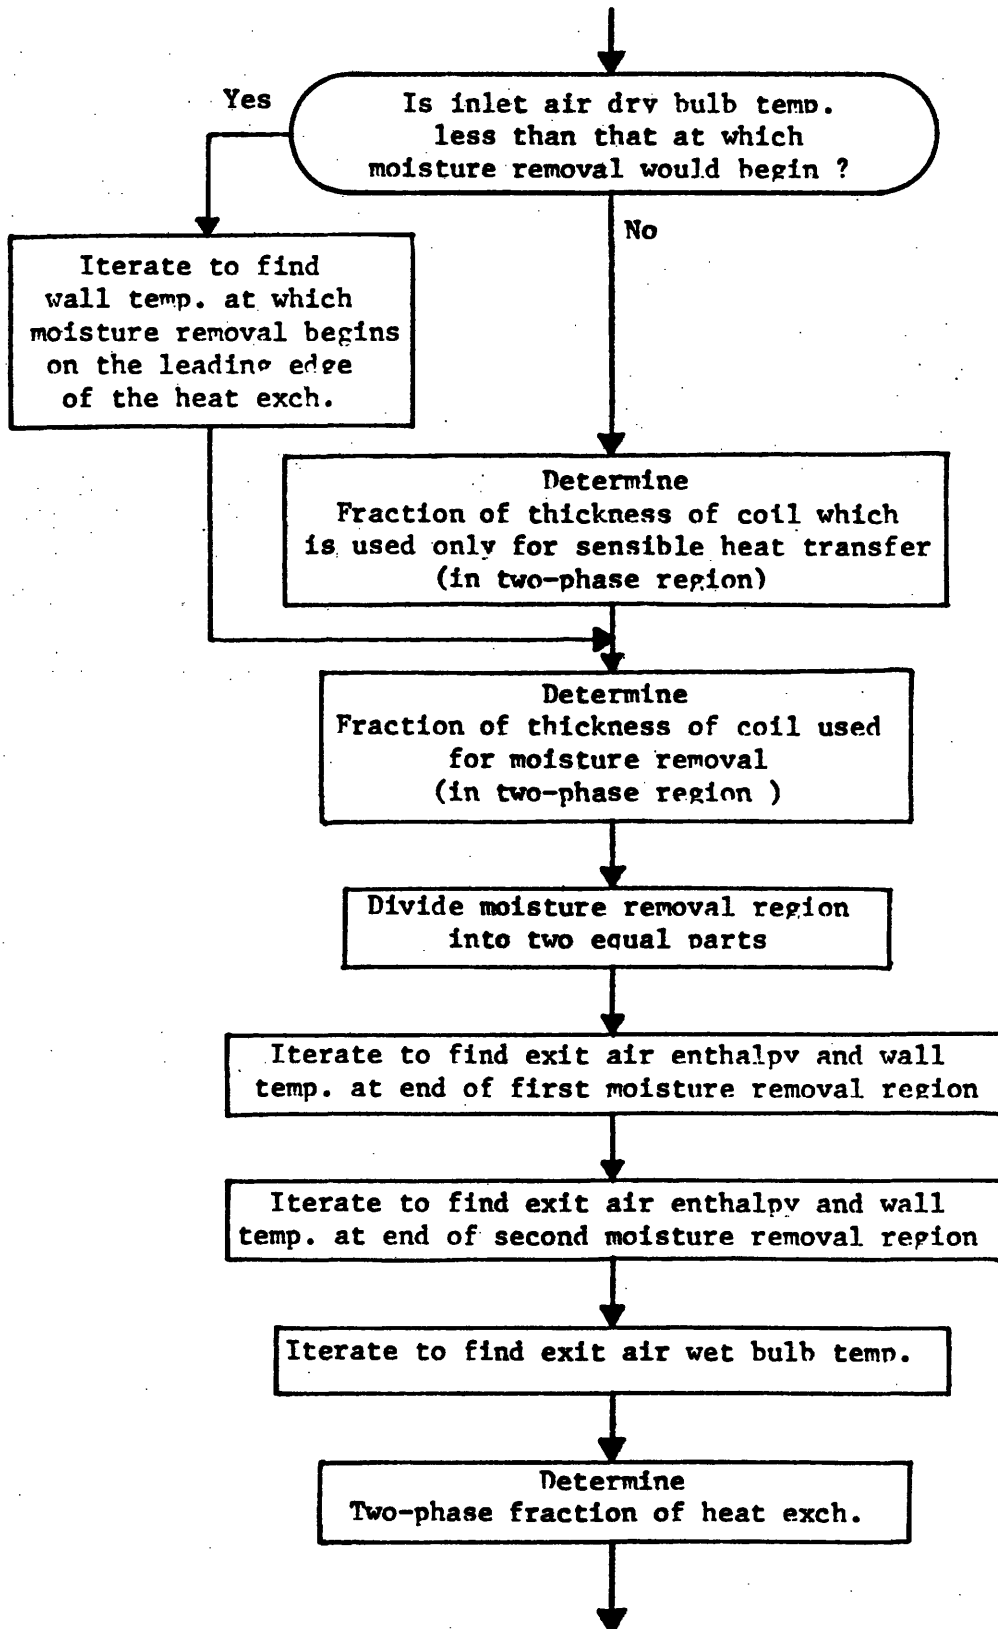 Is inlet air dry bulb temp.
less than that at which
moisture removal would begin ?
Yes
No
Iterate to find
wall temp. at which
moisture removal begins
on the leading edge
of the heat exch.
Determine
Fraction of thickness of coil which
is used only for sensible heat transfer
(in two-phase region)
Determine
Fraction of thickness of coil used
for moisture removal
(in two-phase region )
Divide moisture removal region
into two equal parts
Iterate to find exit air enthalpy and wall
temp. at end of first moisture removal region
Iterate to find exit air enthalpy and wall
temp. at end of second moisture removal region
Iterate to find exit air wet bulb temp.
Determine
Two-phase fraction of heat exch.